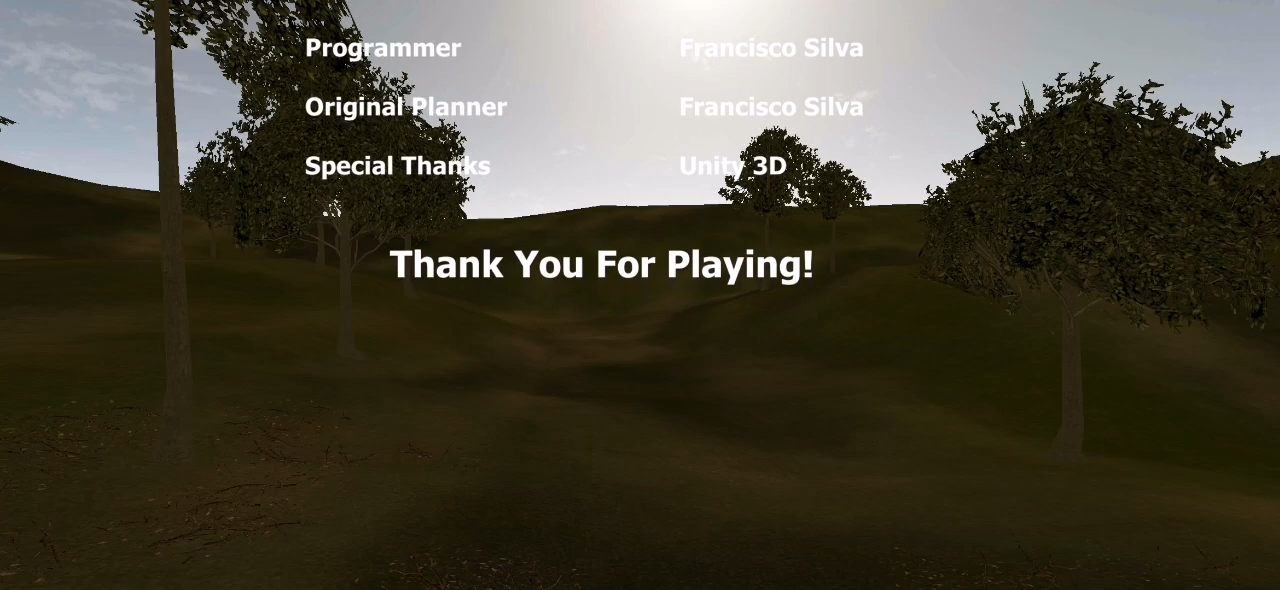 Programmer Francisco Silva
Original Planner Francisco Silva
Special Thanks Unity 3D
Thank You For Playing!